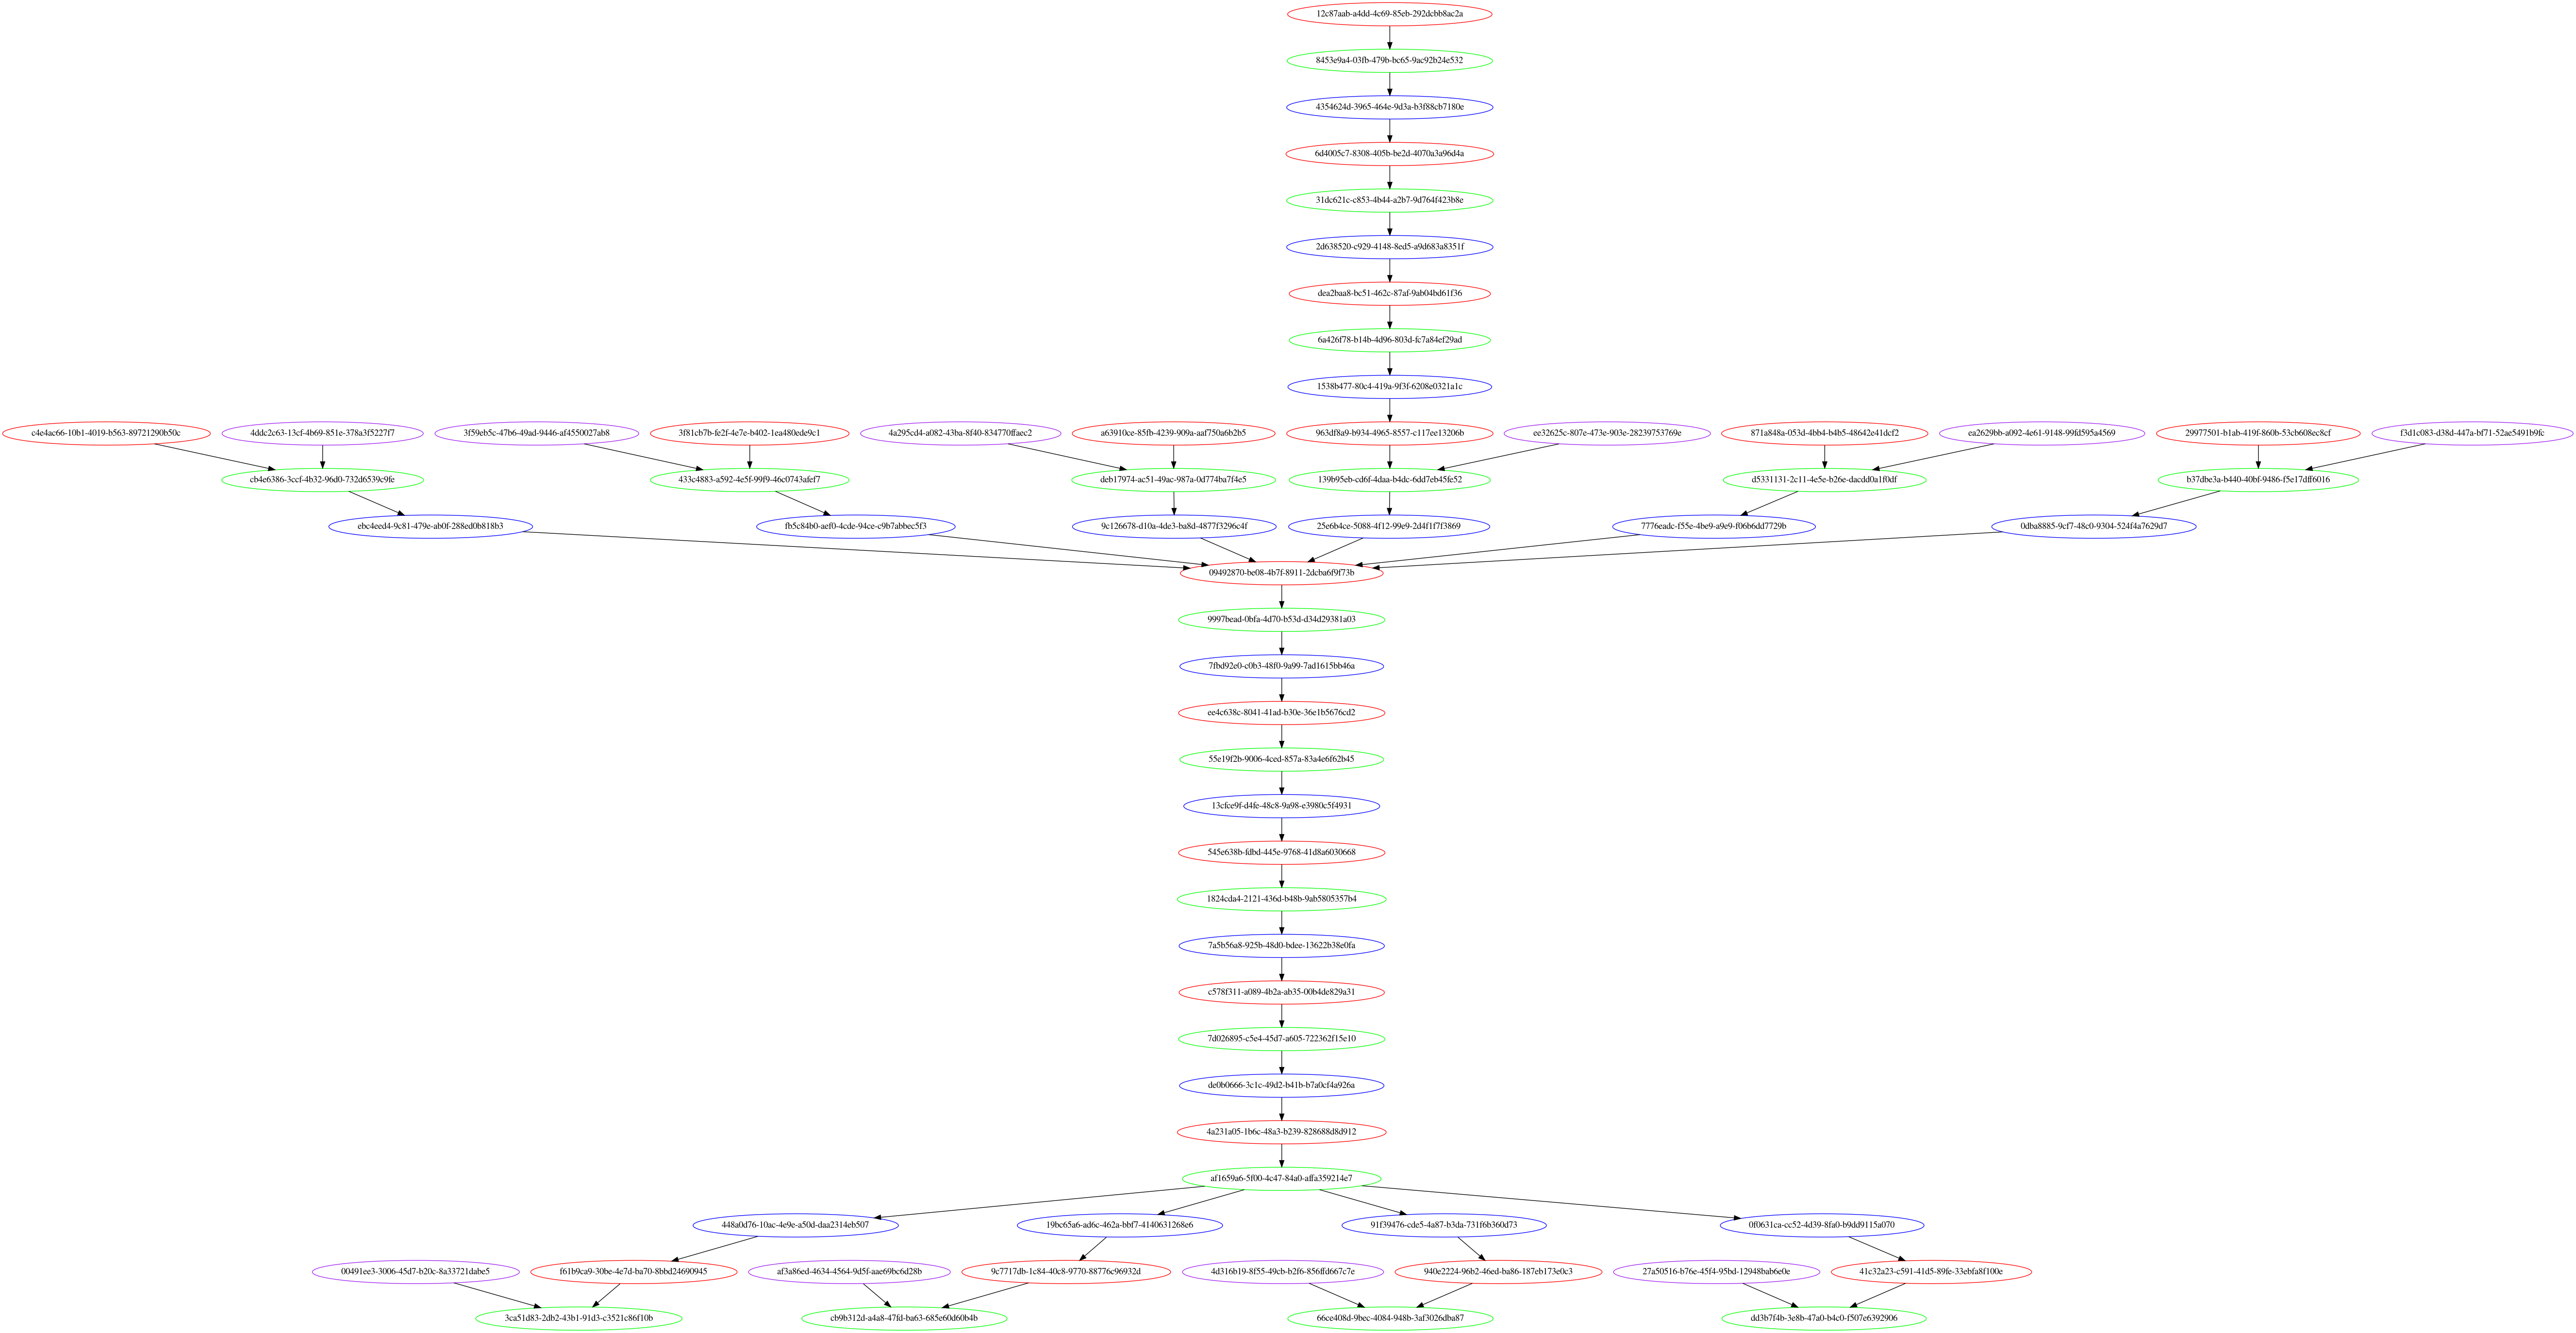 12c87aab-a4dd-4c69-85eb-292dcbb8ac2a
8453e9a4-03fb-479b-bc65-9ac92b24e532
4354624d-3965-464e-9d3a-b3f88cb7180e
6d4005c7-8308-405b-be2d-4070a3a96d4a
31dc621c-c853-4b44-a2b7-9d764f423b8e
2d638520-c929-4148-8ed5-a9d683a8351f
dea2baa8-bc51-462c-87af-9ab04bd61f36
6a426f78-b14b-4d96-803d-fc7a84ef29ad
1538b477-80c4-419a-9f3f-6208e0321a1c
c4e4ac66-10b1-4019-b563-89721290b50c
4ddc2c63-13cf-4b69-851e-378a3f5227f7
3f59eb5c-47b6-49ad-9446-af4550027ab8
3f81cb7b-fe2f-4e7e-b402-1ea480ede9c1
4a295cd4-a082-43ba-8f40-834770ffaec2
a63910ce-85fb-4239-909a-aaf750a6b2b5
963df8a9-b934-4965-8557-c117ee13206b
ee32625c-807e-473e-903e-28239753769e
871a848a-053d-4bb4-b4b5-48642e41dcf2
ea2629bb-a092-4e61-9148-99fd595a4569
29977501-b1ab-419f-860b-53cb608ec8cf
f3d1c083-d38d-447a-bf71-52ae5491b9fc
cb4e6386-3ccf-4b32-96d0-732d6539c9fe
433c4883-a592-4e5f-99f9-46c0743afef7
deb17974-ac51-49ac-987a-0d774ba7f4e5
139b95eb-cd6f-4daa-b4dc-6dd7eb45fe52
d5331131-2c11-4e5e-b26e-dacdd0a1f0df
b37dbe3a-b440-40bf-9486-f5e17dff6016
ebc4eed4-9c81-479e-ab0f-288ed0b818b3
fb5c84b0-aef0-4cde-94ce-c9b7abbec5f3
9c126678-d10a-4de3-ba8d-4877f3296c4f
25e6b4ce-5088-4f12-99e9-2d4f1f7f3869
7776eadc-f55e-4be9-a9e9-f06b6dd7729b
0dba8885-9cf7-48c0-9304-524f4a7629d7
09492870-be08-4b7f-8911-2dcba6f9f73b
9997bead-0bfa-4d70-b53d-d34d29381a03
7fbd92e0-c0b3-48f0-9a99-7ad1615bb46a
ee4c638c-8041-41ad-b30e-36e1b5676cd2
55e19f2b-9006-4ced-857a-83a4e6f62b45
13cfce9f-d4fe-48c8-9a98-e3980c5f4931
545e638b-fdbd-445e-9768-41d8a6030668
1824cda4-2121-436d-b48b-9ab5805357b4
7a5b56a8-925b-48d0-bdee-13622b38e0fa
c578f311-a089-4b2a-ab35-00b4de829a31
7d026895-c5e4-45d7-a605-722362f15e10
de0b0666-3c1c-49d2-b41b-b7a0cf4a926a
4a231a05-1b6c-48a3-b239-828688d8d912
af1659a6-5f00-4c47-84a0-affa359214e7
448a0d76-10ac-4e9e-a50d-daa2314eb507
19bc65a6-ad6c-462a-bbf7-4140631268e6
91f39476-cde5-4a87-b3da-731f6b360d73
0f0631ca-cc52-4d39-8fa0-b9dd9115a070
00491ee3-3006-45d7-b20c-8a33721dabe5
f61b9ca9-30be-4e7d-ba70-8bbd24690945
af3a86ed-4634-4564-9d5f-aae69bc6d28b
9c7717db-1c84-40c8-9770-88776c96932d
4d316b19-8f55-49cb-b2f6-856ffd667c7e
940e2224-96b2-46ed-ba86-187eb173e0c3
27a50516-b76e-45f4-95bd-12948bab6e0e
41c32a23-c591-41d5-89fe-33ebfa8f100e
3ca51d83-2db2-43b1-91d3-c3521c86f10b
cb9b312d-a4a8-47fd-ba63-685e60d60b4b
66ce408d-9bec-4084-948b-3af3026dba87
dd3b7f4b-3e8b-47a0-b4c0-f507e6392906